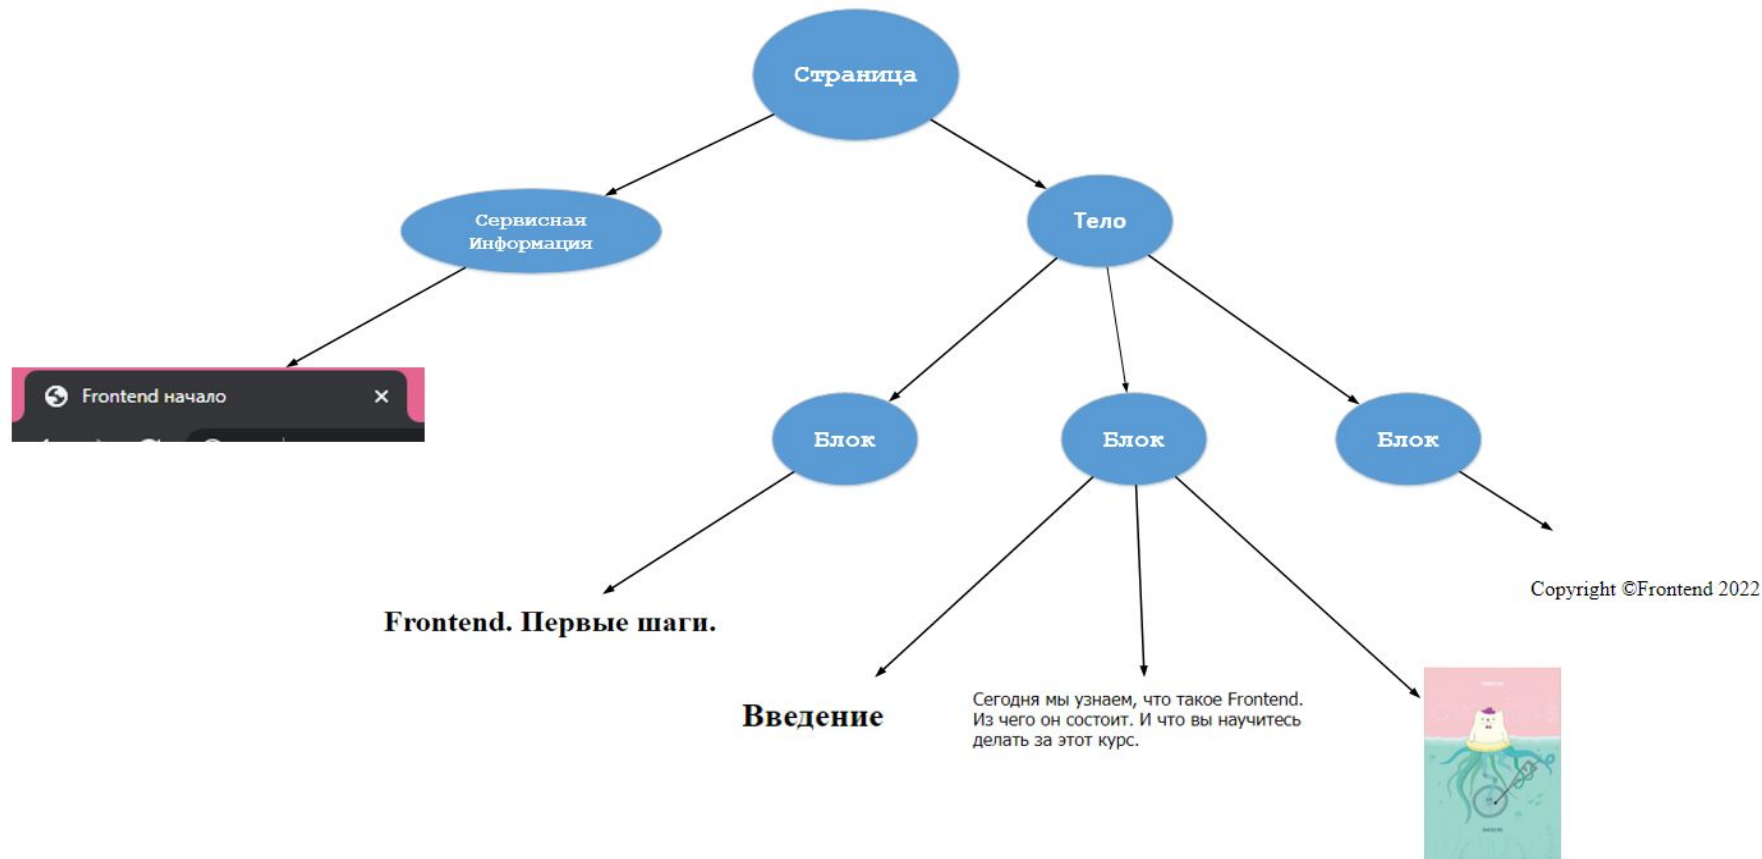 Страница
Сервисная
Информация
Тело
Frontend начало
Блок
Блок
Блок
Frontend. Первые шаги.
Введение
Сегодня мы узнаем, что такое Frontend.
Из чего он состоит. И что вы научитесь
делать за этот курс.
Copyright ©Frontend 2022